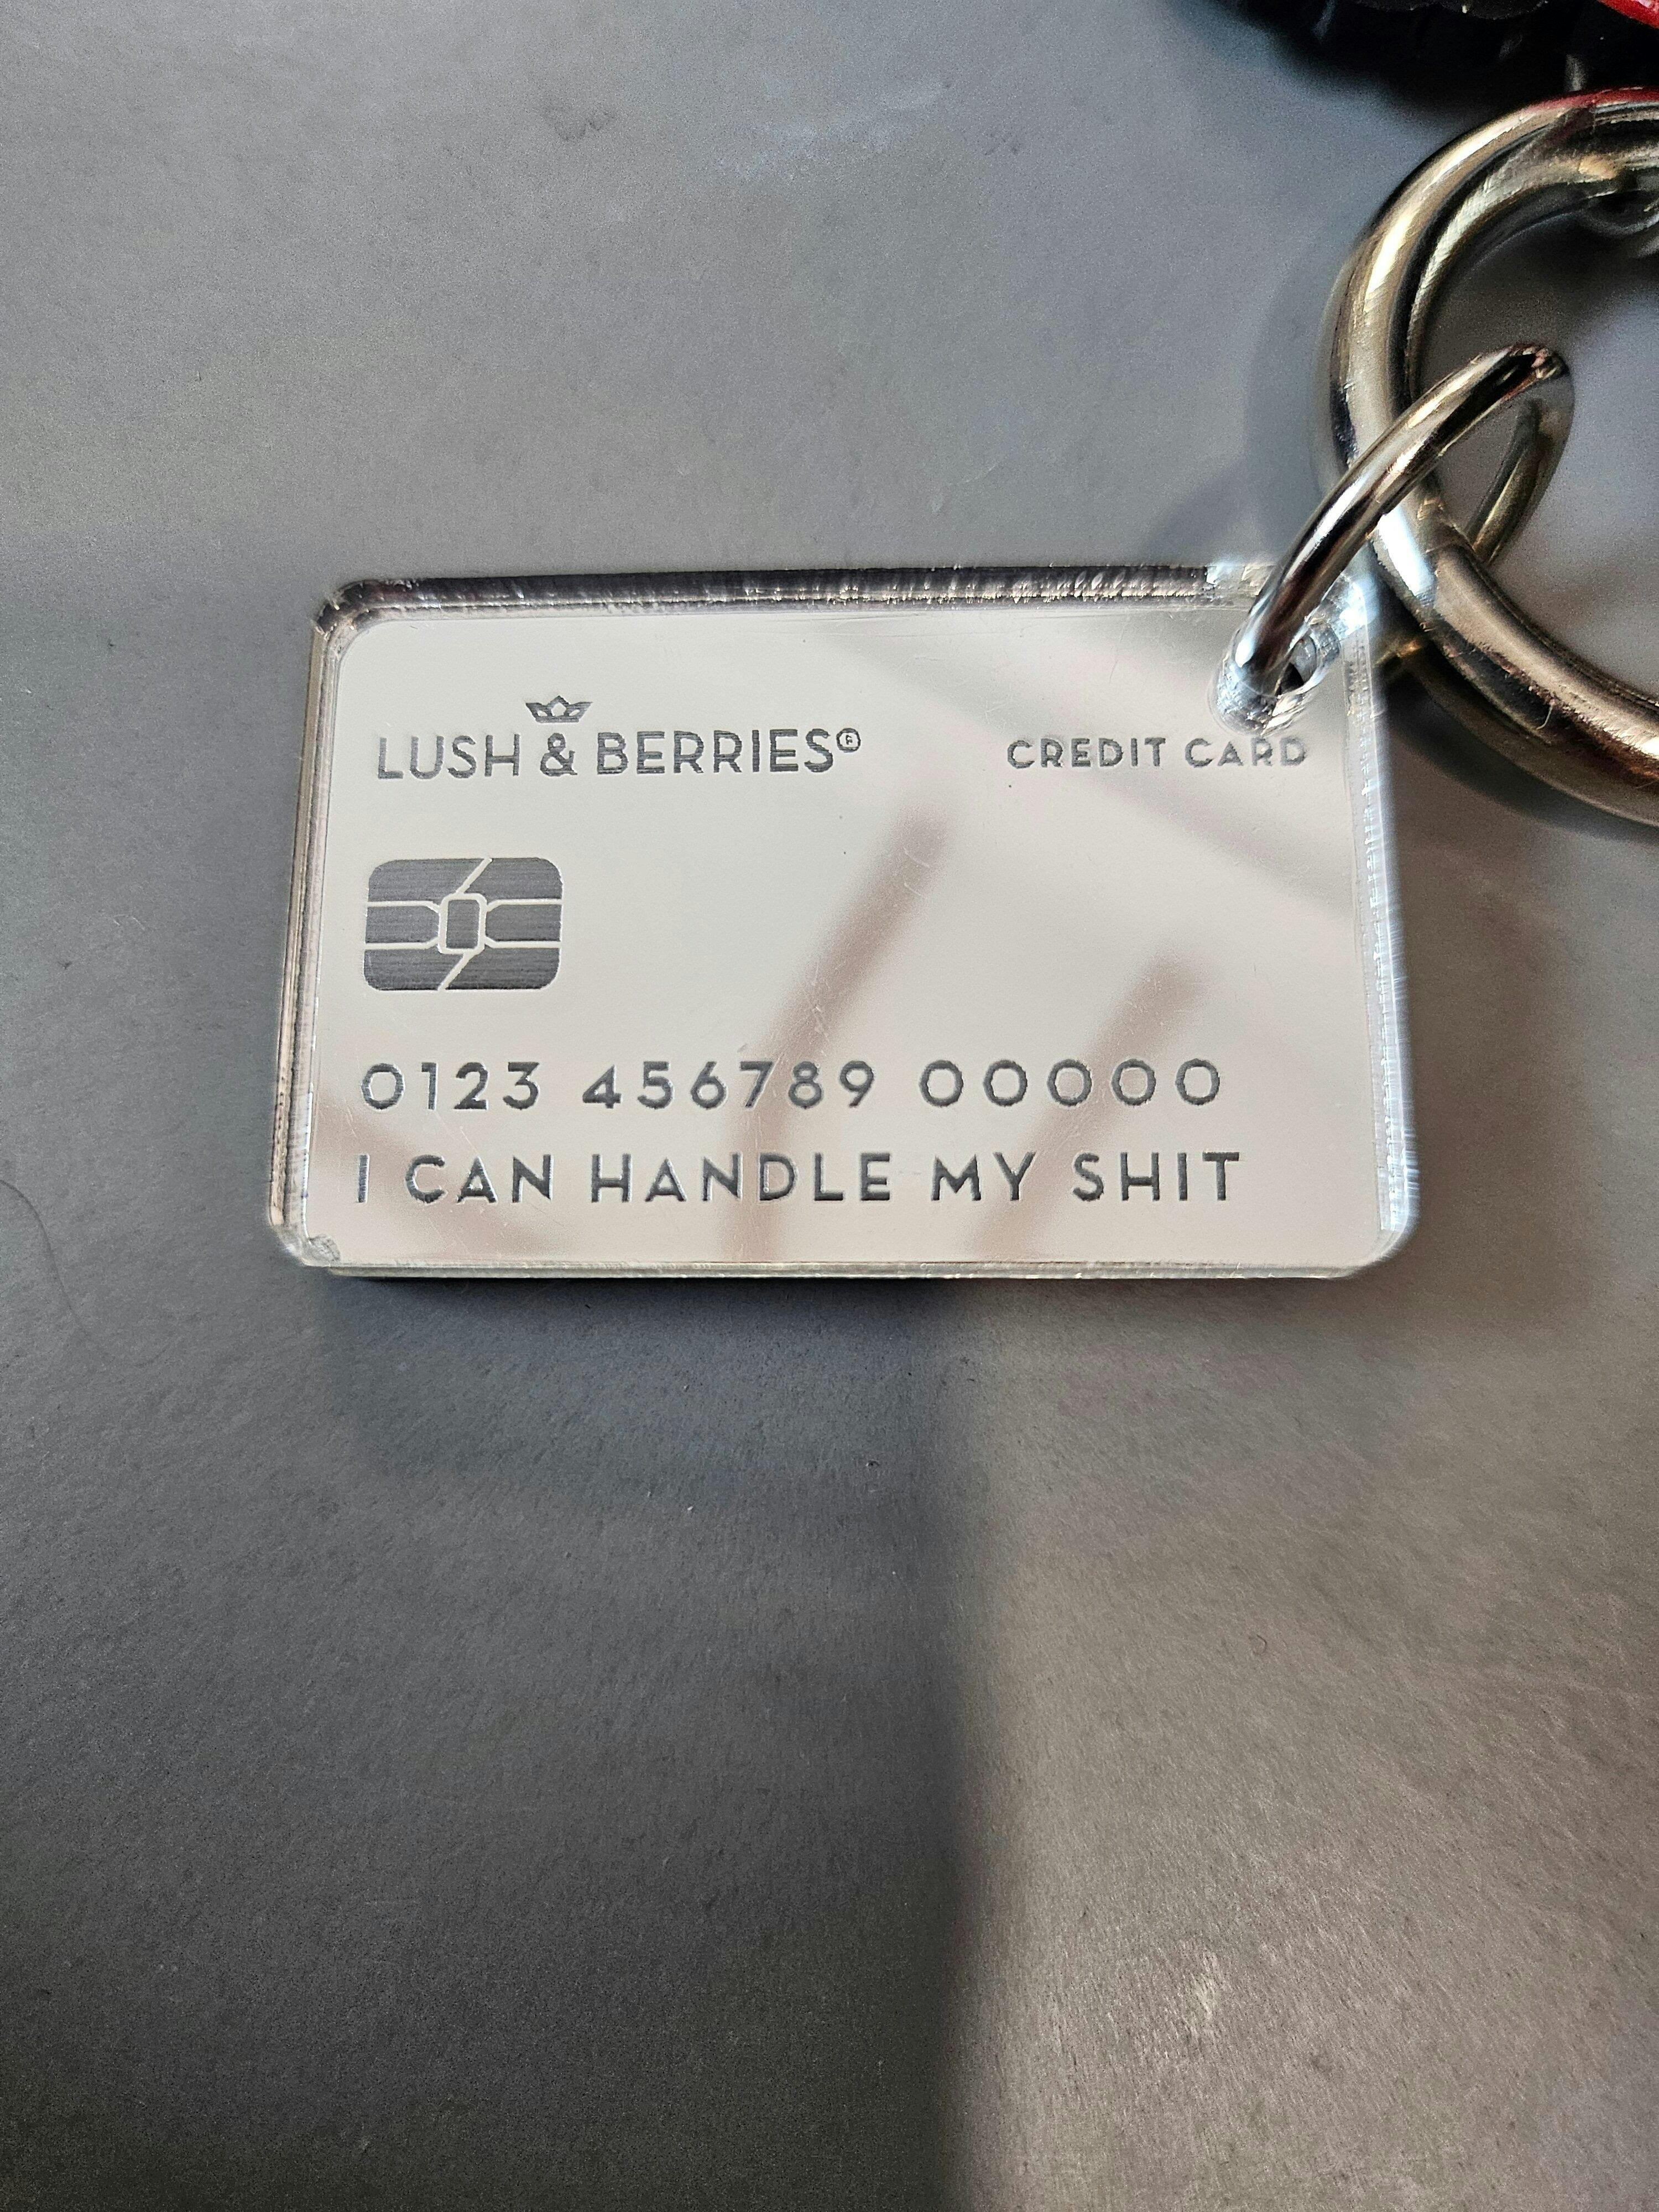 LUSH & BERRIES®
CREDIT CARD
0123 456789 00000
I CAN HANDLE MY SHIT